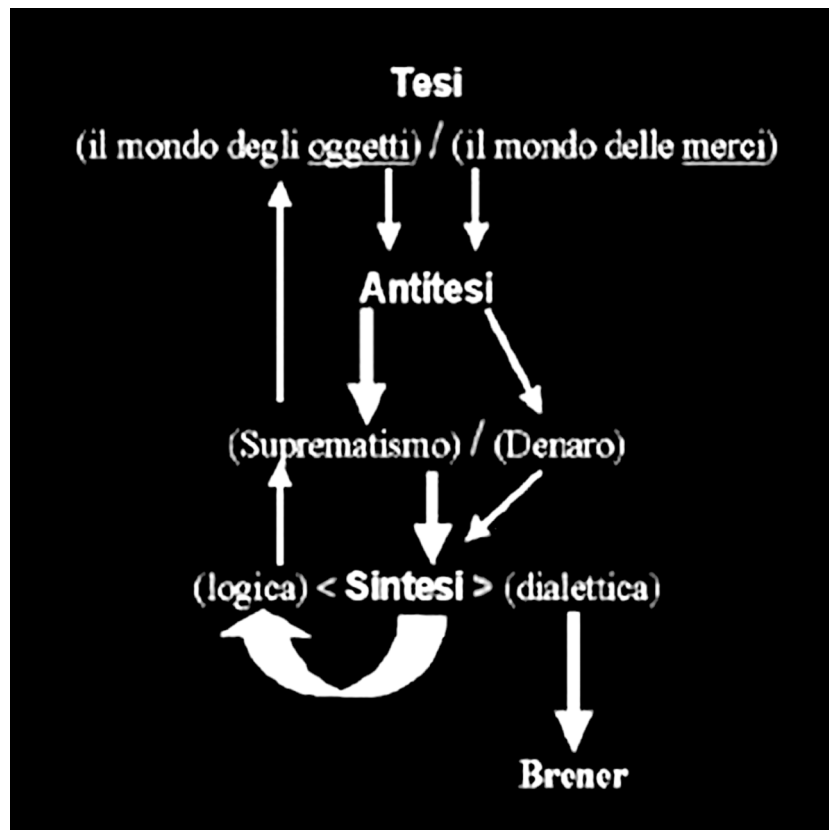 Tesi
(il mondo degli oggetti) / (il mondo delle merci)
Antitesi
(Suprematismo) / (Denaro)
(logica) < Sintesi > (dialettica)
Brener